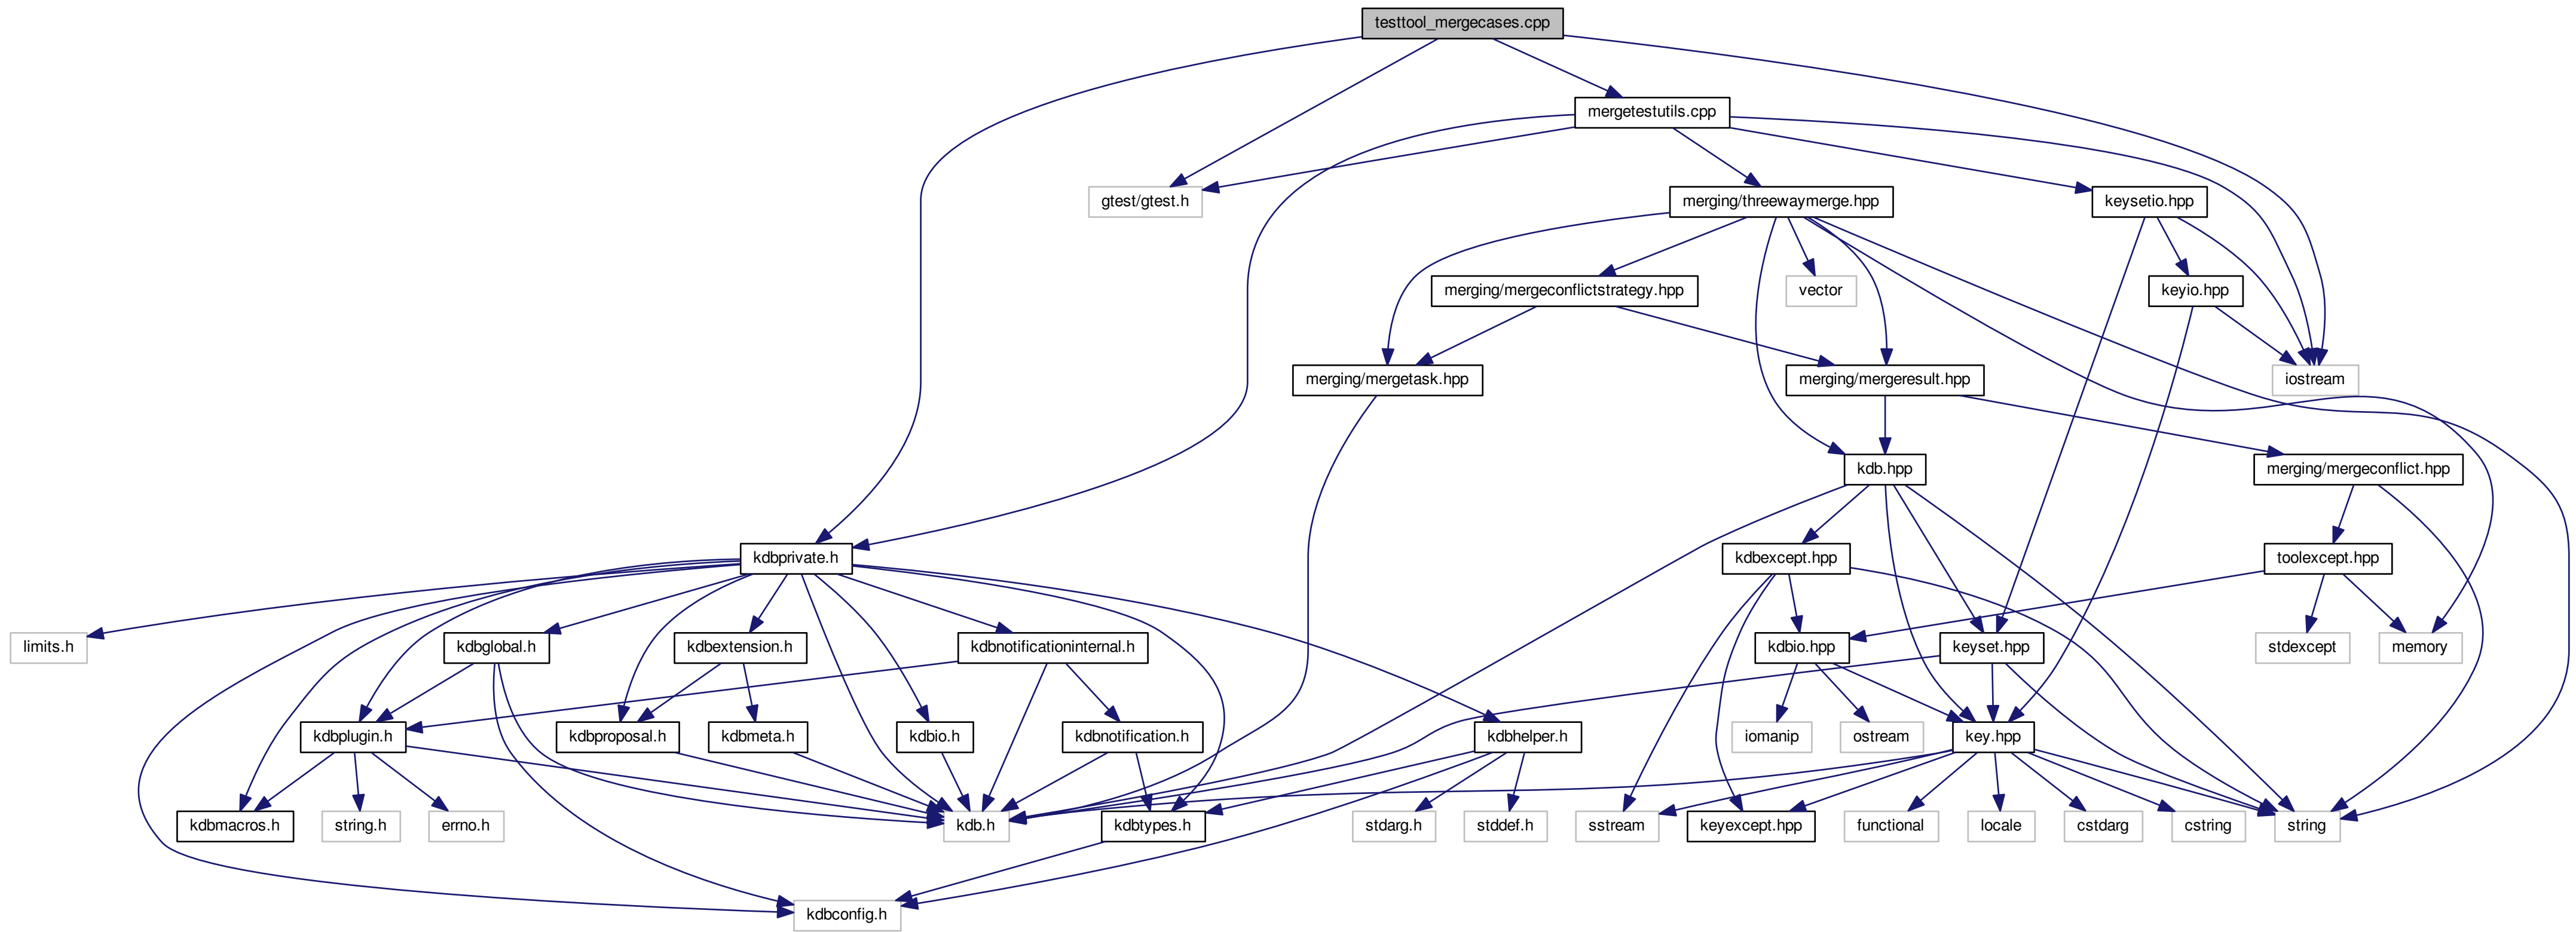 testtool_mergecases.cpp
mergetestutils.cpp
gtest/gtest.h
merging/threewaymerge.hpp
keysetio.hpp
merging/mergeconflictstrategy.hpp
vector
keyio.hpp
merging/mergetask.hpp
merging/mergeresult.hpp
iostream
kdb.hpp
merging/mergeconflict.hpp
kdbprivate.h
kdbexcept.hpp
toolexcept.hpp
limits.h
kdbglobal.h
kdbextension.h
kdbnotificationinternal.h
kdbio.hpp
keyset.hpp
stdexcept
memory
kdbplugin.h
kdbproposal.h
kdbmeta.h
kdbio.h
kdbnotification.h
kdbhelper.h
iomanip
ostream
key.hpp
kdbmacros.h
string.h
errno.h
kdb.h
kdbtypes.h
stdarg.h
stddef.h
sstream
keyexcept.hpp
functional
locale
cstdarg
cstring
string
kdbconfig.h